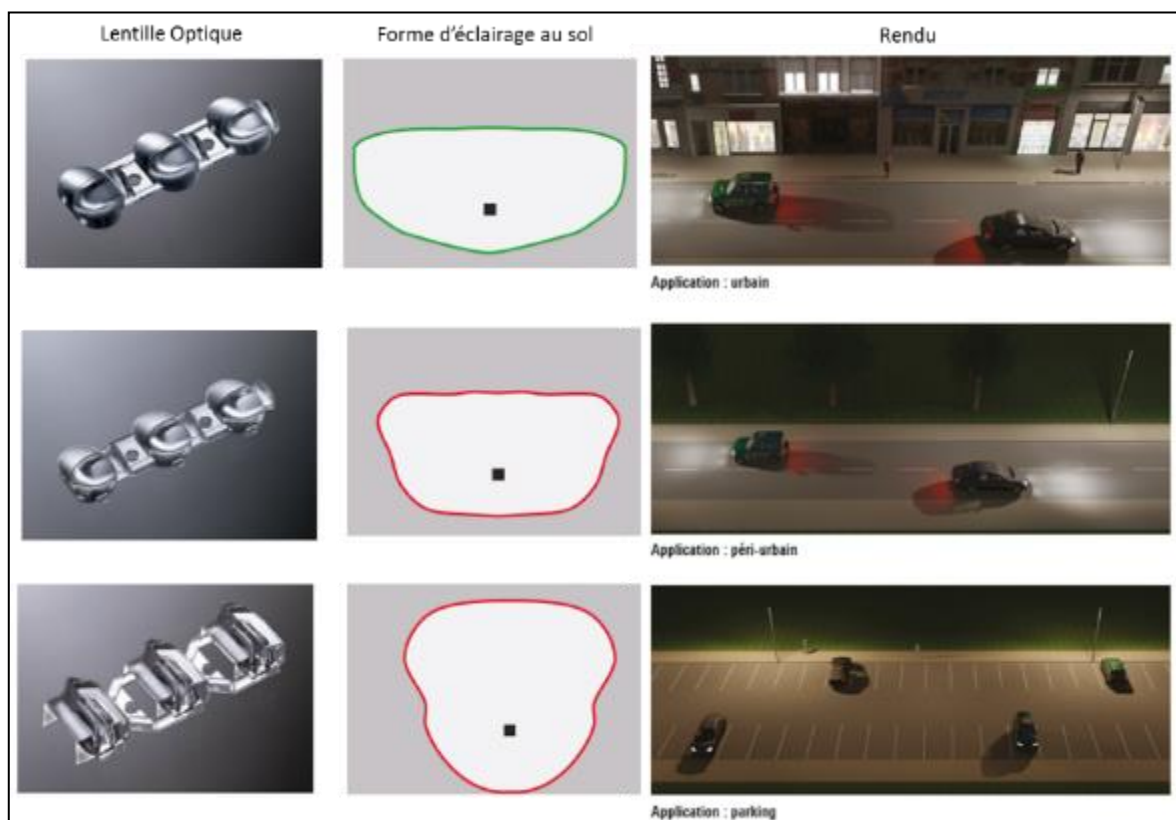 Lentille Optique
Forme d'éclairage au sol
Rendu
Application : urbain
Application : péri-urbain
Application : parking